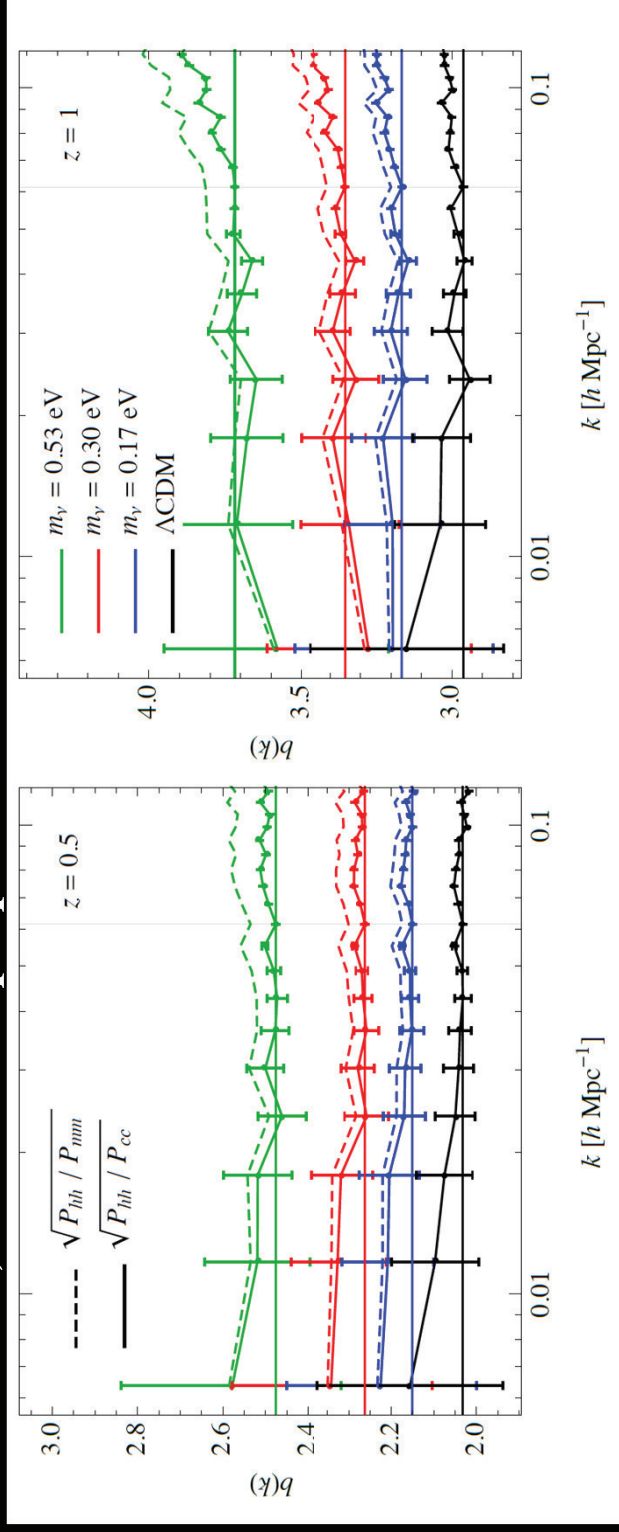 z = 0.5
√P_hh / P_mm
√P_hh / P_cc
b(k)
3.0
2.8
2.6
2.4
2.2
2.0
0.01
0.1
k [h Mpc⁻¹]
z = 1
m_ν = 0.53 eV
m_ν = 0.30 eV
m_ν = 0.17 eV
ΛCDM
b(k)
4.0
3.5
3.0
0.01
0.1
k [h Mpc⁻¹]